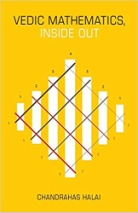 VEDIC MATHEMATICS,
INSIDE OUT
CHANDRAHAS HALAI